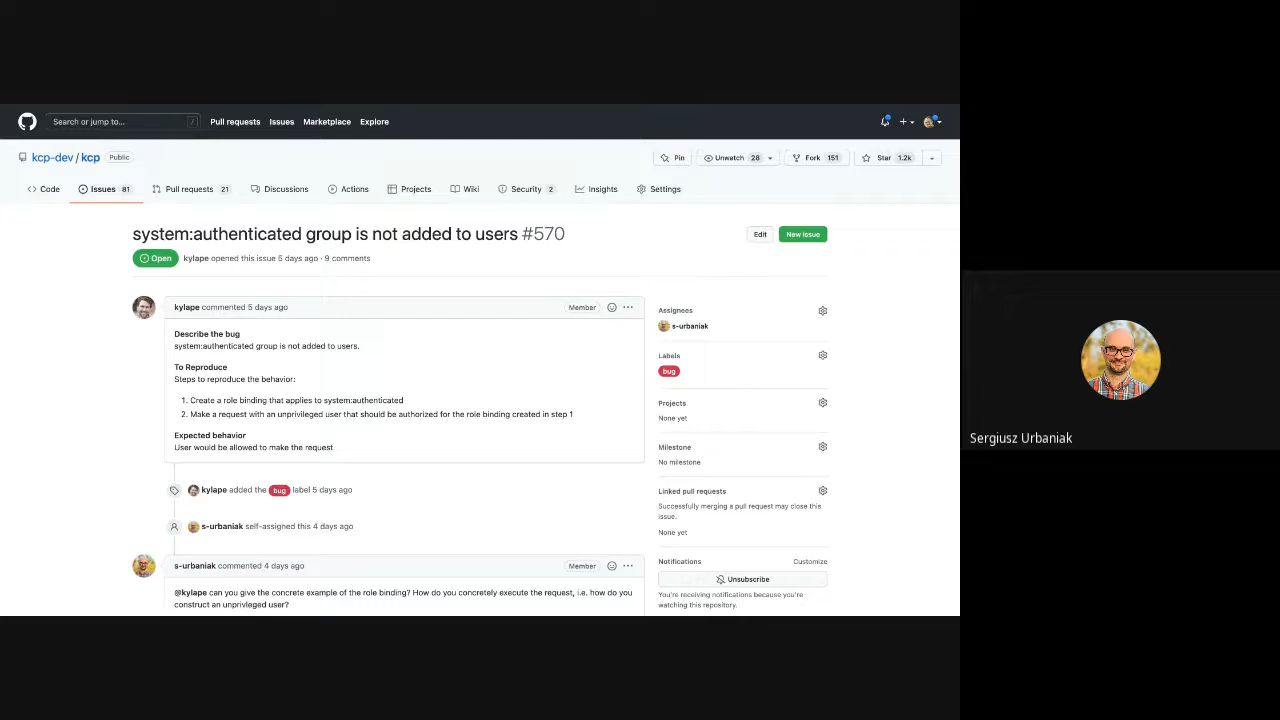 Search or jump to... /
Pull requests Issues Marketplace Explore
kcp-dev / kcp Public
Pin Unwatch 28 Fork 151 Star 1.2k
Code Issues 81 Pull requests 21 Discussions Actions Projects Wiki Security 2 Insights Settings
system:authenticated group is not added to users #570
Edit New issue
Open kylape opened this issue 5 days ago · 9 comments
kylape commented 5 days ago Member
Describe the bug
system:authenticated group is not added to users.
To Reproduce
Steps to reproduce the behavior:
1. Create a role binding that applies to system:authenticated
2. Make a request with an unprivileged user that should be authorized for the role binding created in step 1
Expected behavior
User would be allowed to make the request
kylape added the bug label 5 days ago
s-urbaniak self-assigned this 4 days ago
s-urbaniak commented 4 days ago Member
@kylape can you give the concrete example of the role binding? How do you concretely execute the request, i.e. how do you
construct an unprivleged user?
Assignees
s-urbaniak
Labels
bug
Projects
None yet
Milestone
No milestone
Linked pull requests
Successfully merging a pull request may close this
issue.
None yet
Notifications Customize
Unsubscribe
You're receiving notifications because you're
watching this repository.
Sergiusz Urbaniak